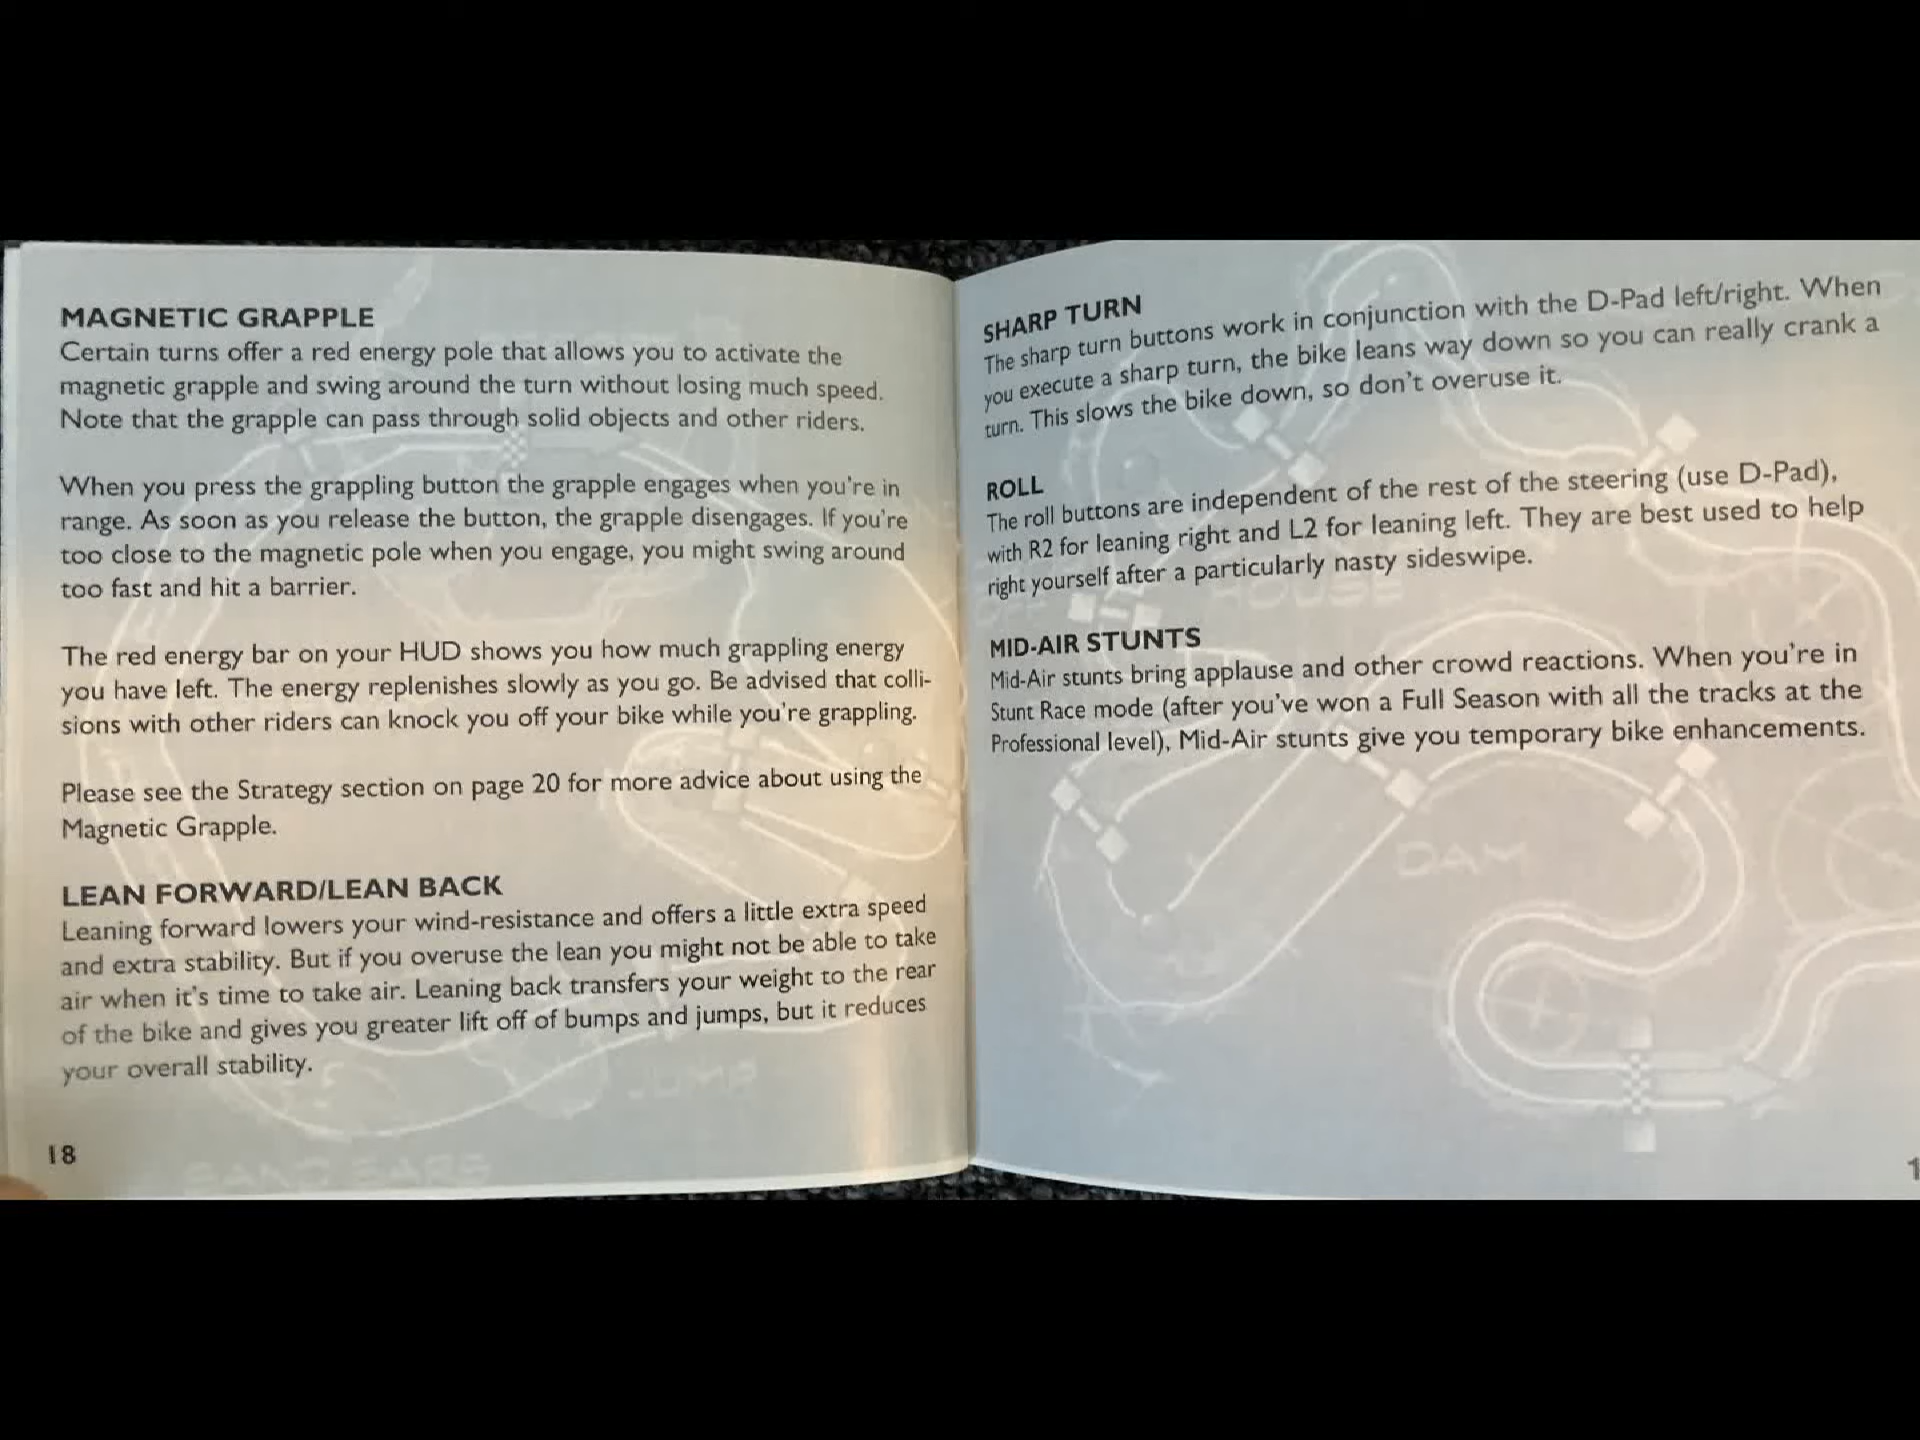 MAGNETIC GRAPPLE
Certain turns offer a red energy pole that allows you to activate the
magnetic grapple and swing around the turn without losing much speed.
Note that the grapple can pass through solid objects and other riders.
When you press the grappling button the grapple engages when you're in
range. As soon as you release the button, the grapple disengages. If you're
too close to the magnetic pole when you engage, you might swing around
too fast and hit a barrier.
The red energy bar on your HUD shows you how much grappling energy
you have left. The energy replenishes slowly as you go. Be advised that colli-
sions with other riders can knock you off your bike while you're grappling.
Please see the Strategy section on page 20 for more advice about using the
Magnetic Grapple.
LEAN FORWARD/LEAN BACK
Leaning forward lowers your wind-resistance and offers a little extra speed
and extra stability. But if you overuse the lean you might not be able to take
air when it's time to take air. Leaning back transfers your weight to the rear
of the bike and gives you greater lift off of bumps and jumps, but it reduces
your overall stability.
JUMP
SAND BARS
18
SHARP TURN
The sharp turn buttons work in conjunction with the D-Pad left/right. When
you execute a sharp turn, the bike leans way down so you can really crank a
turn. This slows the bike down, so don't overuse it.
ROLL
The roll buttons are independent of the rest of the steering (use D-Pad),
with R2 for leaning right and L2 for leaning left. They are best used to help
right yourself after a particularly nasty sideswipe.
HOUSE
MID-AIR STUNTS
Mid-Air stunts bring applause and other crowd reactions. When you're in
Stunt Race mode (after you've won a Full Season with all the tracks at the
Professional level), Mid-Air stunts give you temporary bike enhancements.
DAM
1